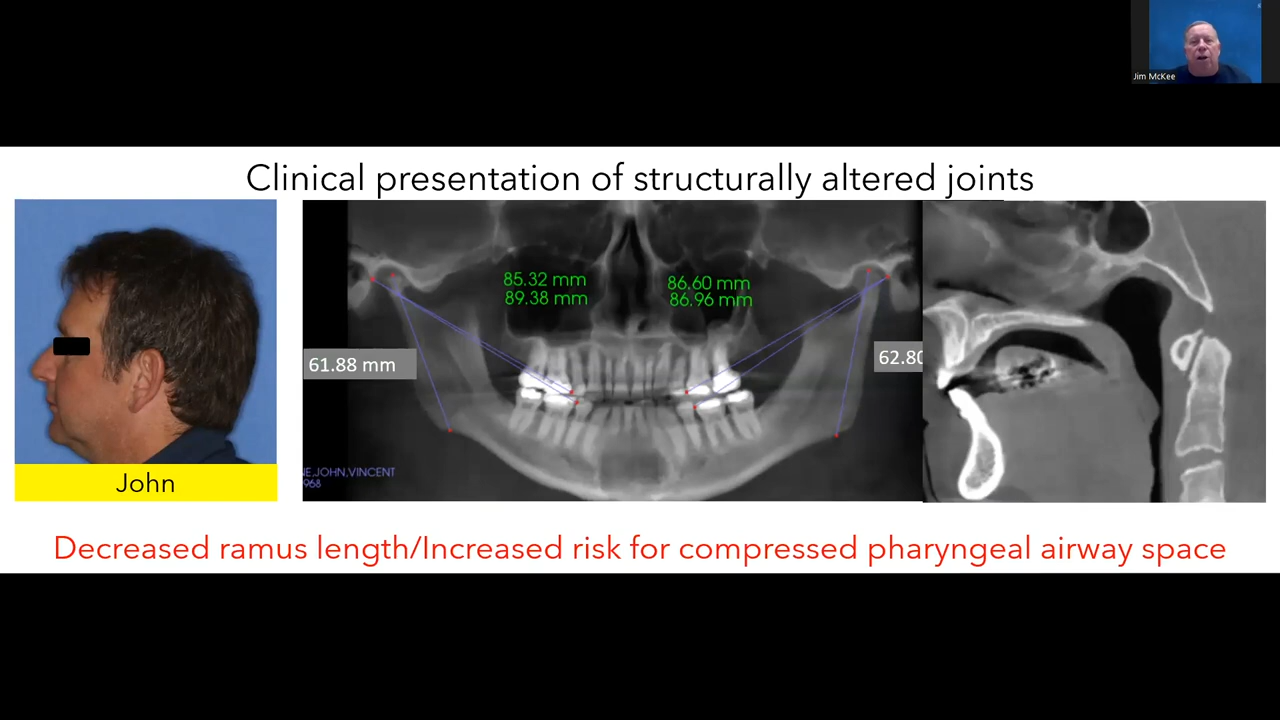 Jim McKee
Clinical presentation of structurally altered joints
85.32 mm
89.38 mm
86.60 mm
86.96 mm
61.88 mm
62.80
NE,JOHN,VINCENT
968
John
Decreased ramus length/Increased risk for compressed pharyngeal airway space